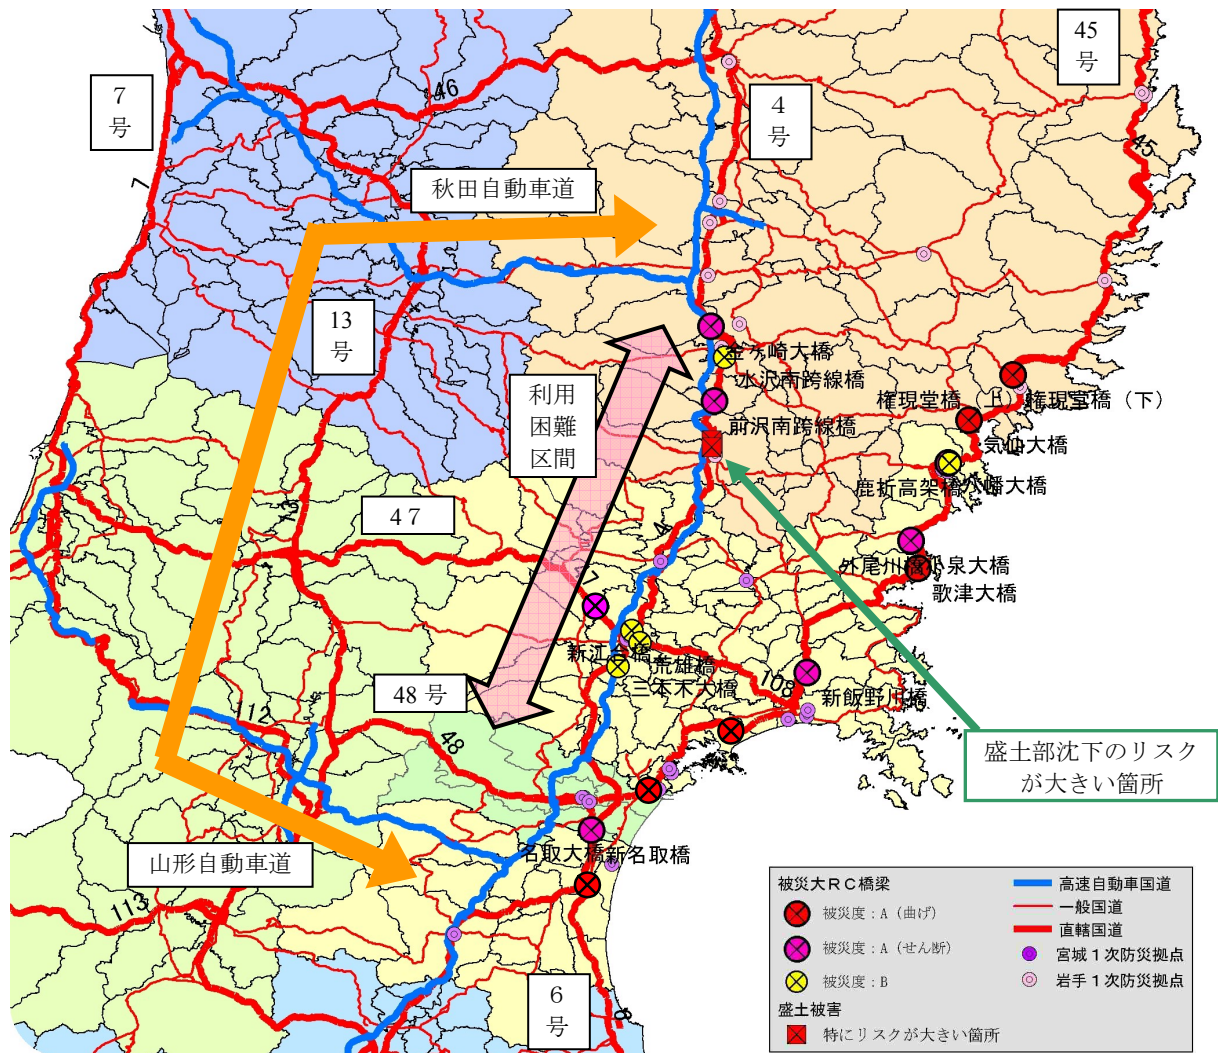 45
号
7
号
4
号
46
45
7
秋田自動車道
13
号
金ヶ崎大橋
水沢南跨線橋
利用
困難
区間
権現堂橋（上）
権現堂橋（下）
前沢南跨線橋
気仙大橋
鹿折高架橋
八幡大橋
47
13
4
外尾川橋
小泉大橋
歌津大橋
新江合橋
荒雄橋
三本木大橋
108
新飯野川橋
48 号
112
48
盛土部沈下のリスク
が大きい箇所
山形自動車道
名取大橋
新名取橋
113
6
号
6
被災大ＲＣ橋梁
被災度：A（曲げ）
被災度：A（せん断）
被災度：B
盛土被害
特にリスクが大きい箇所
高速自動車国道
一般国道
直轄国道
宮城１次防災拠点
岩手１次防災拠点